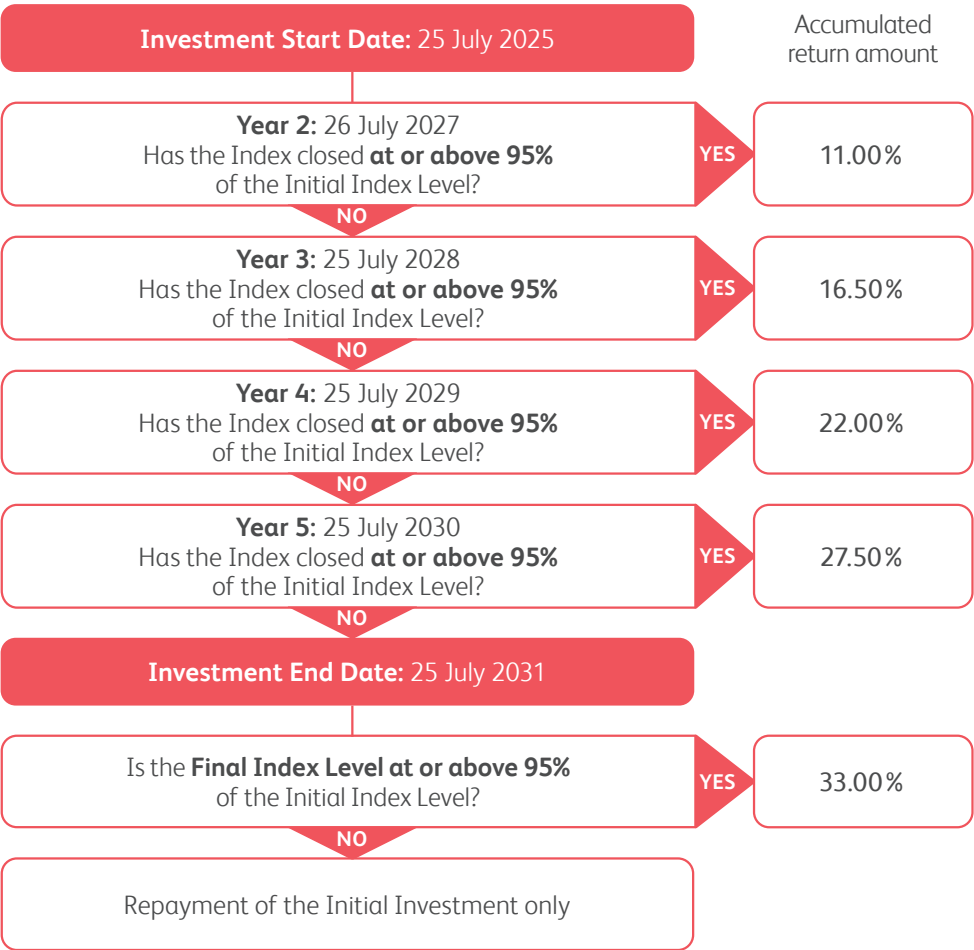 Investment Start Date: 25 July 2025
Accumulated
return amount
Year 2: 26 July 2027
Has the Index closed at or above 95%
of the Initial Index Level?
YES
11.00%
NO
Year 3: 25 July 2028
Has the Index closed at or above 95%
of the Initial Index Level?
YES
16.50%
NO
Year 4: 25 July 2029
Has the Index closed at or above 95%
of the Initial Index Level?
YES
22.00%
NO
Year 5: 25 July 2030
Has the Index closed at or above 95%
of the Initial Index Level?
YES
27.50%
NO
Investment End Date: 25 July 2031
Is the Final Index Level at or above 95%
of the Initial Index Level?
YES
33.00%
NO
Repayment of the Initial Investment only